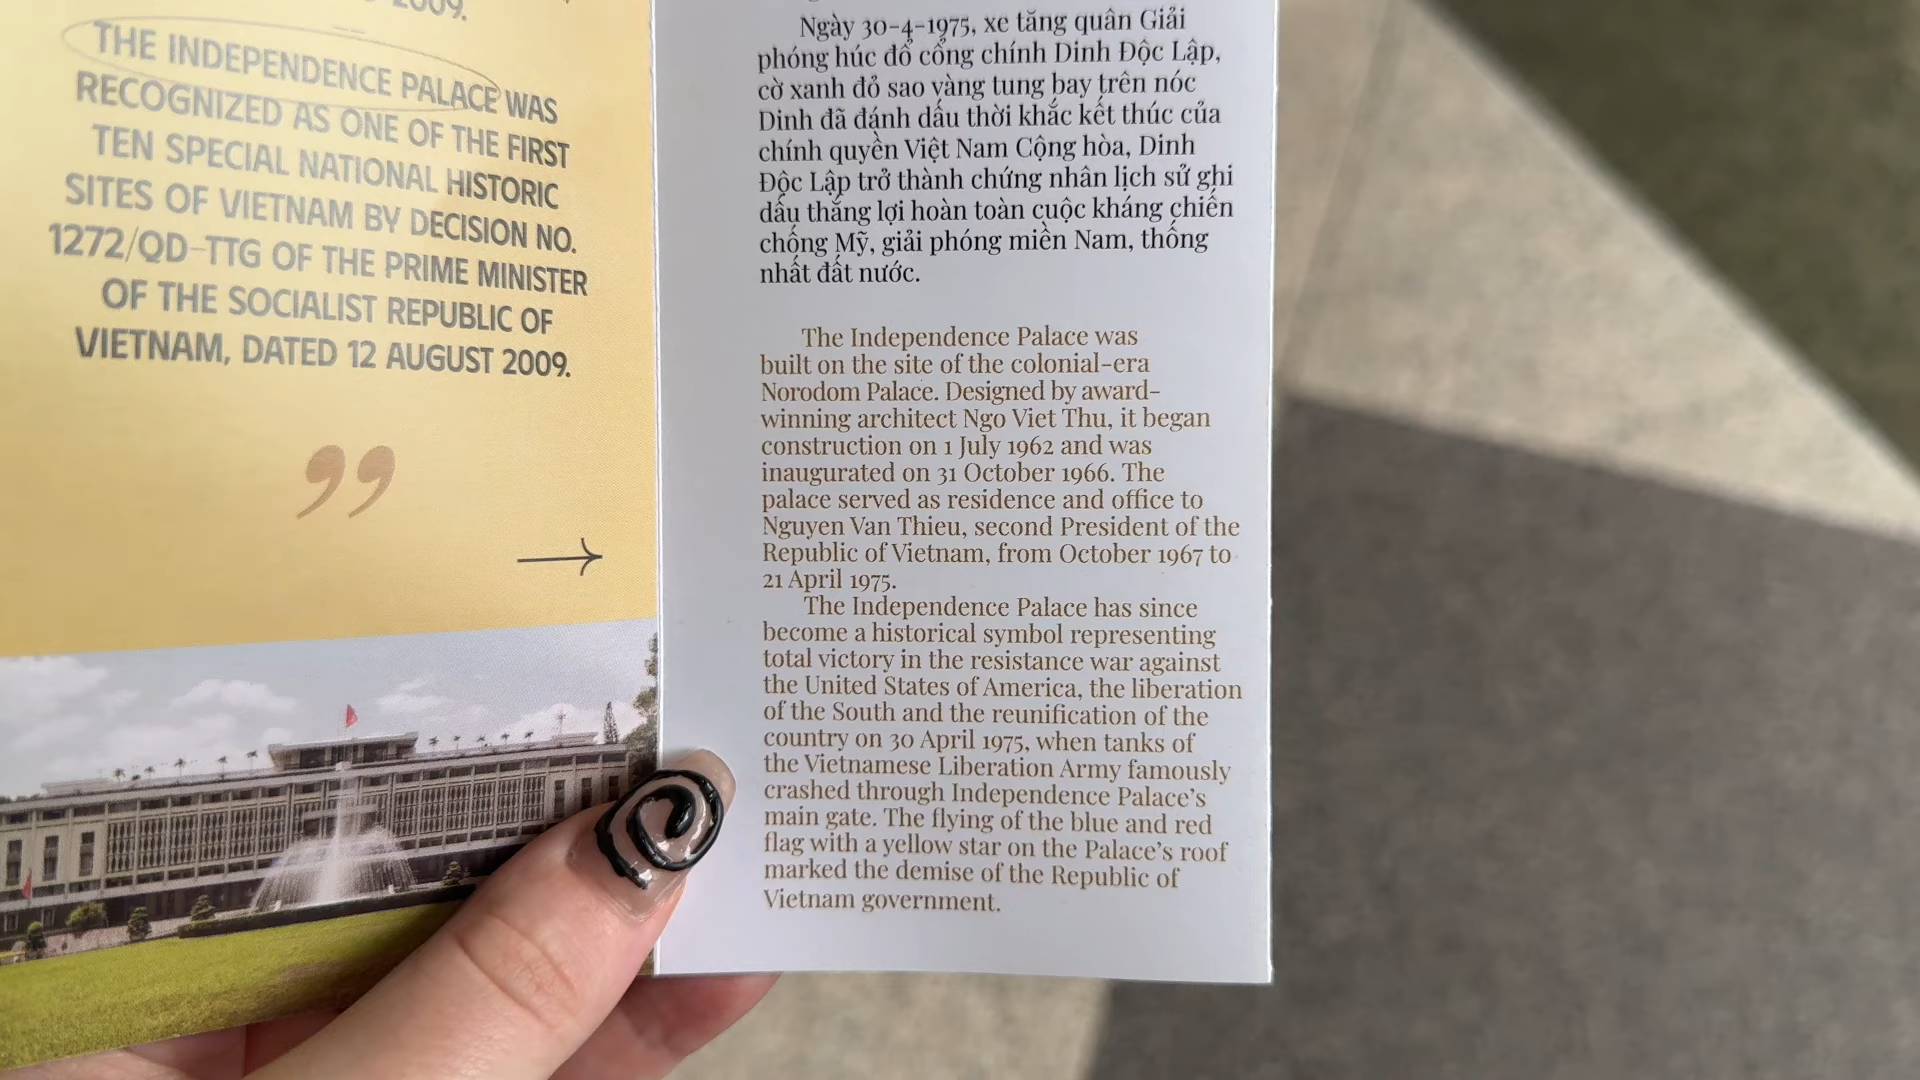 2009.
THE INDEPENDENCE PALACE WAS
RECOGNIZED AS ONE OF THE FIRST
TEN SPECIAL NATIONAL HISTORIC
SITES OF VIETNAM BY DECISION NO.
1272/QD-TTG OF THE PRIME MINISTER
OF THE SOCIALIST REPUBLIC OF
VIETNAM, DATED 12 AUGUST 2009.
”
Ngày 30-4-1975, xe tăng quân Giải
phóng húc đổ cổng chính Dinh Độc Lập,
cờ xanh đỏ sao vàng tung bay trên nóc
Dinh đã đánh dấu thời khắc kết thúc của
chính quyền Việt Nam Cộng hòa, Dinh
Độc Lập trở thành chứng nhân lịch sử ghi
dấu thắng lợi hoàn toàn cuộc kháng chiến
chống Mỹ, giải phóng miền Nam, thống
nhất đất nước.
The Independence Palace was
built on the site of the colonial-era
Norodom Palace. Designed by award-
winning architect Ngo Viet Thu, it began
construction on 1 July 1962 and was
inaugurated on 31 October 1966. The
palace served as residence and office to
Nguyen Van Thieu, second President of the
Republic of Vietnam, from October 1967 to
21 April 1975.
The Independence Palace has since
become a historical symbol representing
total victory in the resistance war against
the United States of America, the liberation
of the South and the reunification of the
country on 30 April 1975, when tanks of
the Vietnamese Liberation Army famously
crashed through Independence Palace’s
main gate. The flying of the blue and red
flag with a yellow star on the Palace’s roof
marked the demise of the Republic of
Vietnam government.